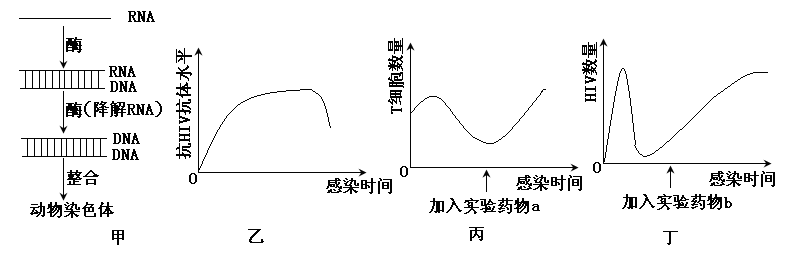 RNA
酶
RNA
DNA
酶(降解RNA)
DNA
DNA
整合
动物染色体
甲
抗HIV抗体水平
0
感染时间
乙
T细胞数量
0
感染时间
加入实验药物a
丙
HIV数量
0
感染时间
加入实验药物b
丁